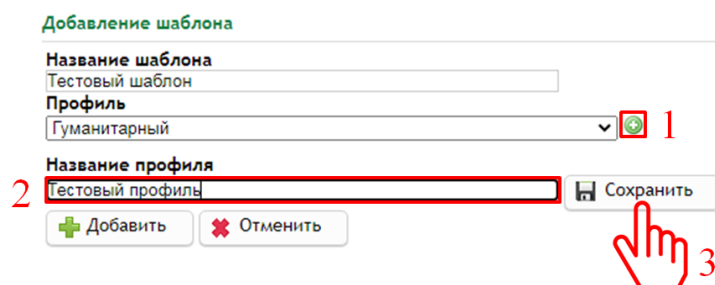 Добавление шаблона
Название шаблона
Тестовый шаблон
Профиль
Гуманитарный 1
Название профиля
2 Тестовый профиль Сохранить
Добавить Отменить
3